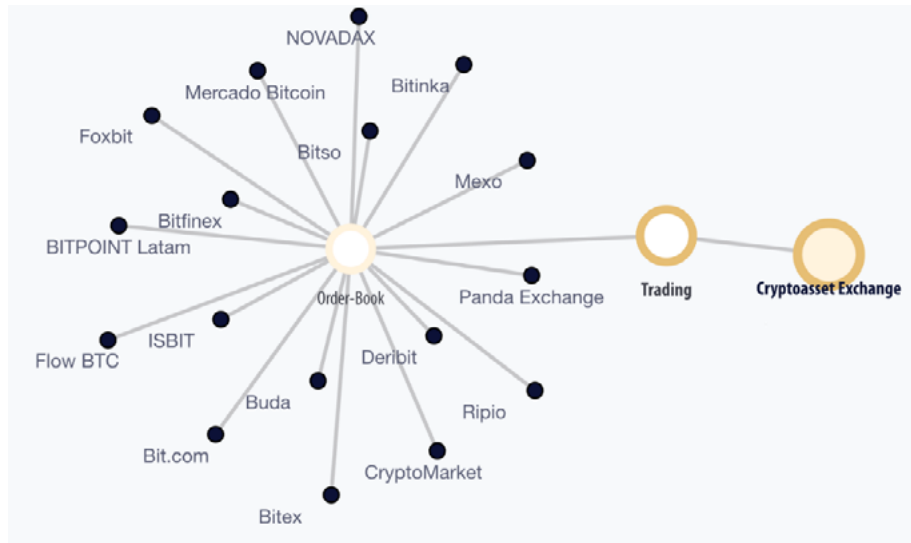 NOVADAX
Mercado Bitcoin
Bitinka
Foxbit
Bitso
Mexo
Bitfinex
BITPOINT Latam
Order-Book
Panda Exchange
Trading
Cryptoasset Exchange
ISBIT
Flow BTC
Deribit
Buda
Ripio
Bit.com
CryptoMarket
Bitex